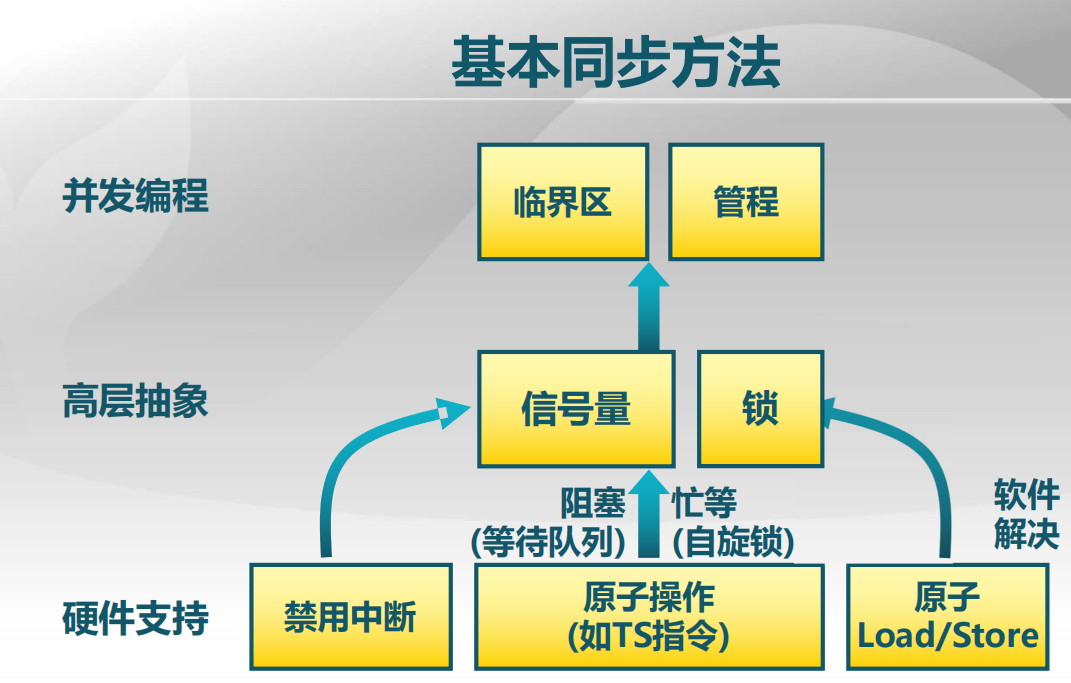 基本同步方法
并发编程
临界区
管程
高层抽象
信号量
锁
阻塞
(等待队列)
忙等
(自旋锁)
软件
解决
硬件支持
禁用中断
原子操作
(如TS指令)
原子
Load/Store